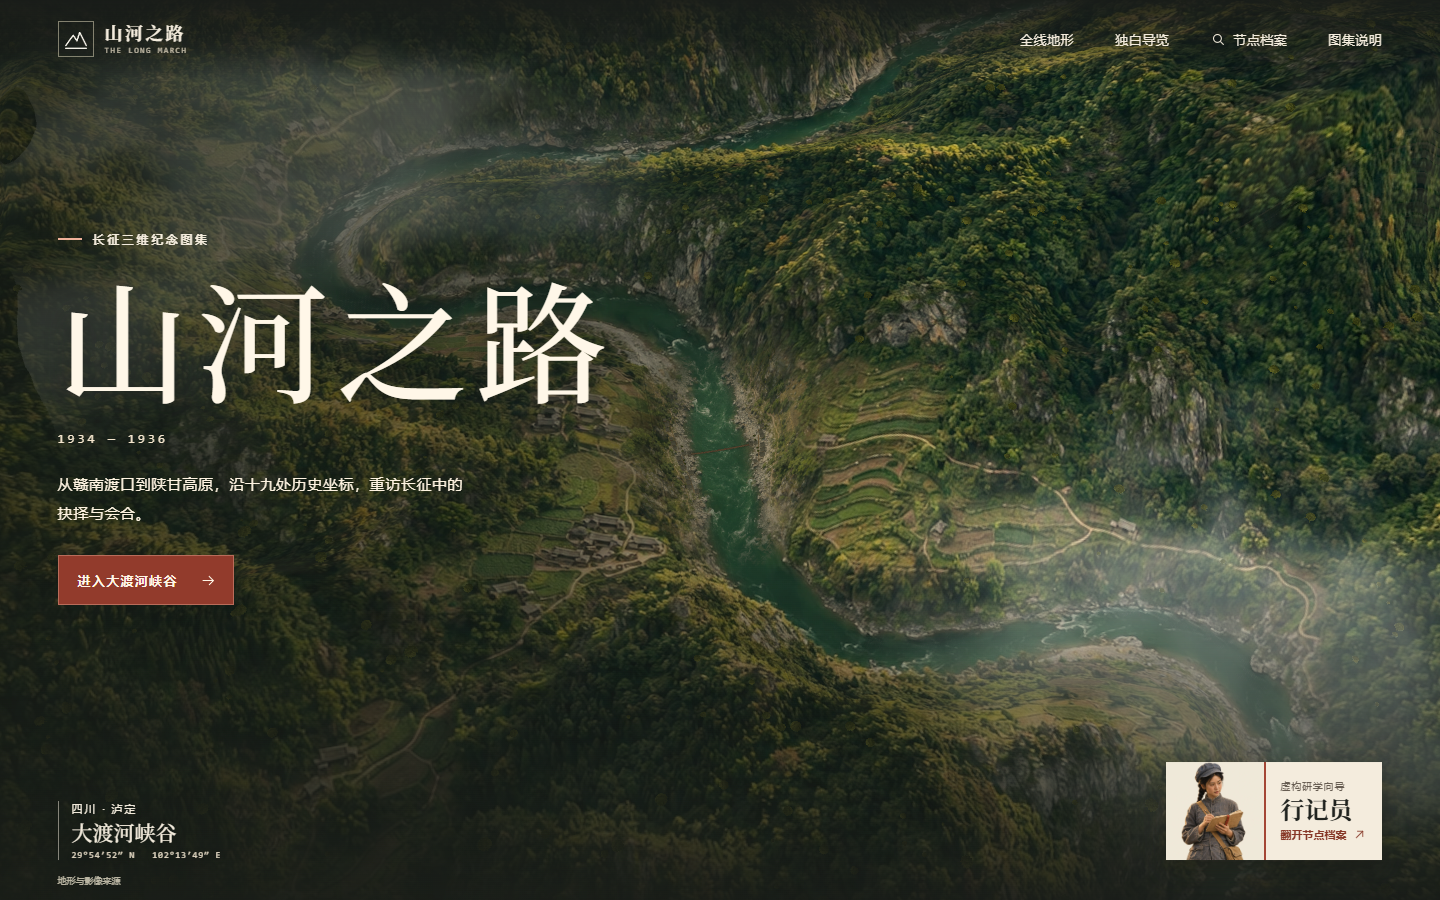 山河之路
THE LONG MARCH
全线地形
独白导览
节点档案
图集说明
长征三维纪念图集
山河之路
1934 — 1936
从赣南渡口到陕甘高原，沿十九处历史坐标，重访长征中的
抉择与会合。
进入大渡河峡谷
四川 · 泸定
大渡河峡谷
29°54′52″ N 102°13′49″ E
地形与影像来源
虚构研学向导
行记员
翻开节点档案